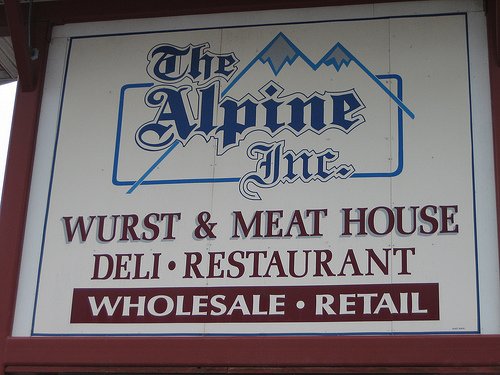 The
Alpine
Inc.
WURST & MEAT HOUSE
DELI • RESTAURANT
WHOLESALE • RETAIL